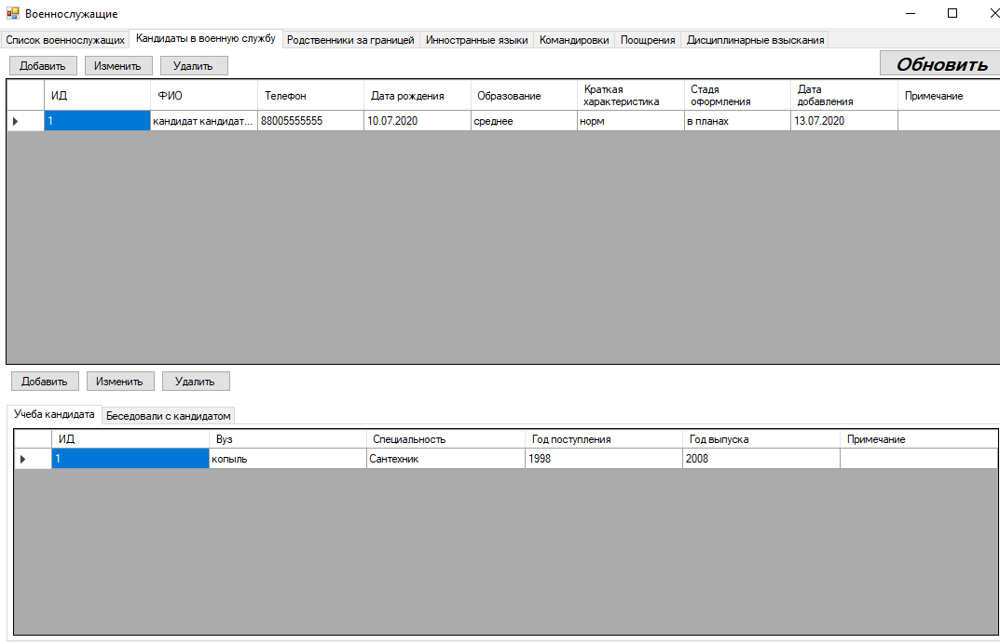 Военнослужащие
Список военнослужащих Кандидаты в военную службу Родственники за границей Инностранные языки Командировки Поощрения Дисциплинарные взыскания
Добавить Изменить Удалить Обновить
ИД ФИО Телефон Дата рождения Образование Краткая характеристика Стадя оформления Дата добавления Примечание
1 кандидат кандидат... 88005555555 10.07.2020 среднее норм в планах 13.07.2020
Добавить Изменить Удалить
Учеба кандидата Беседовали с кандидатом
ИД Вуз Специальность Год поступления Год выпуска Примечание
1 копыль Сантехник 1998 2008